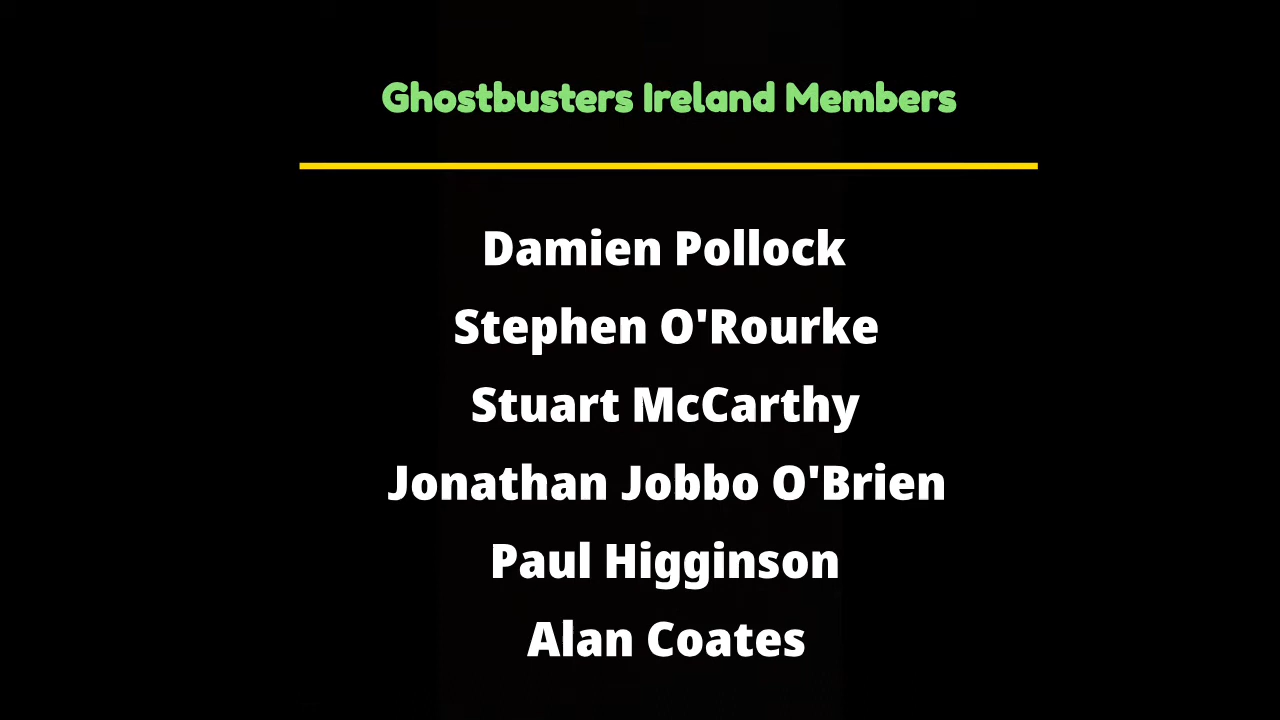 Ghostbusters Ireland Members
Damien Pollock
Stephen O'Rourke
Stuart McCarthy
Jonathan Jobbo O'Brien
Paul Higginson
Alan Coates